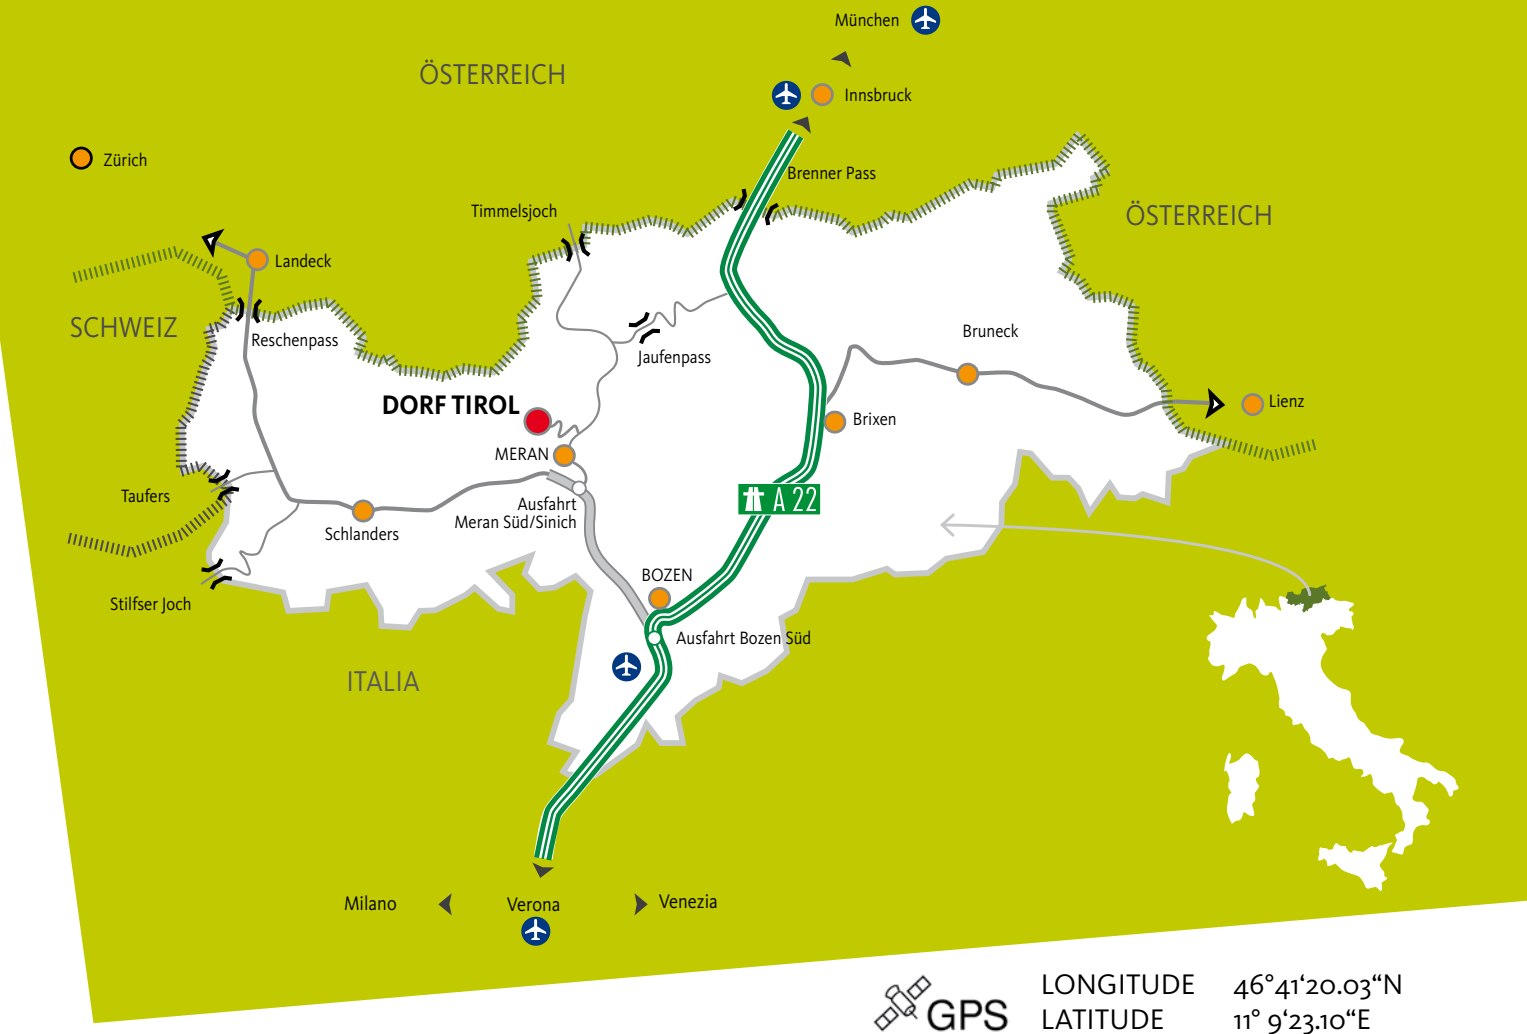 München
ÖSTERREICH
Innsbruck
Zürich
Brenner Pass
Timmelsjoch
ÖSTERREICH
Landeck
SCHWEIZ
Reschenpass
Bruneck
Jaufenpass
DORF TIROL
Lienz
Brixen
MERAN
Taufers
A 22
Ausfahrt
Meran Süd/Sinich
Schlanders
BOZEN
Stilfser Joch
Ausfahrt Bozen Süd
ITALIA
Milano
Verona
Venezia
GPS
LONGITUDE 46°41‘20.03“N
LATITUDE 11° 9‘23.10“E